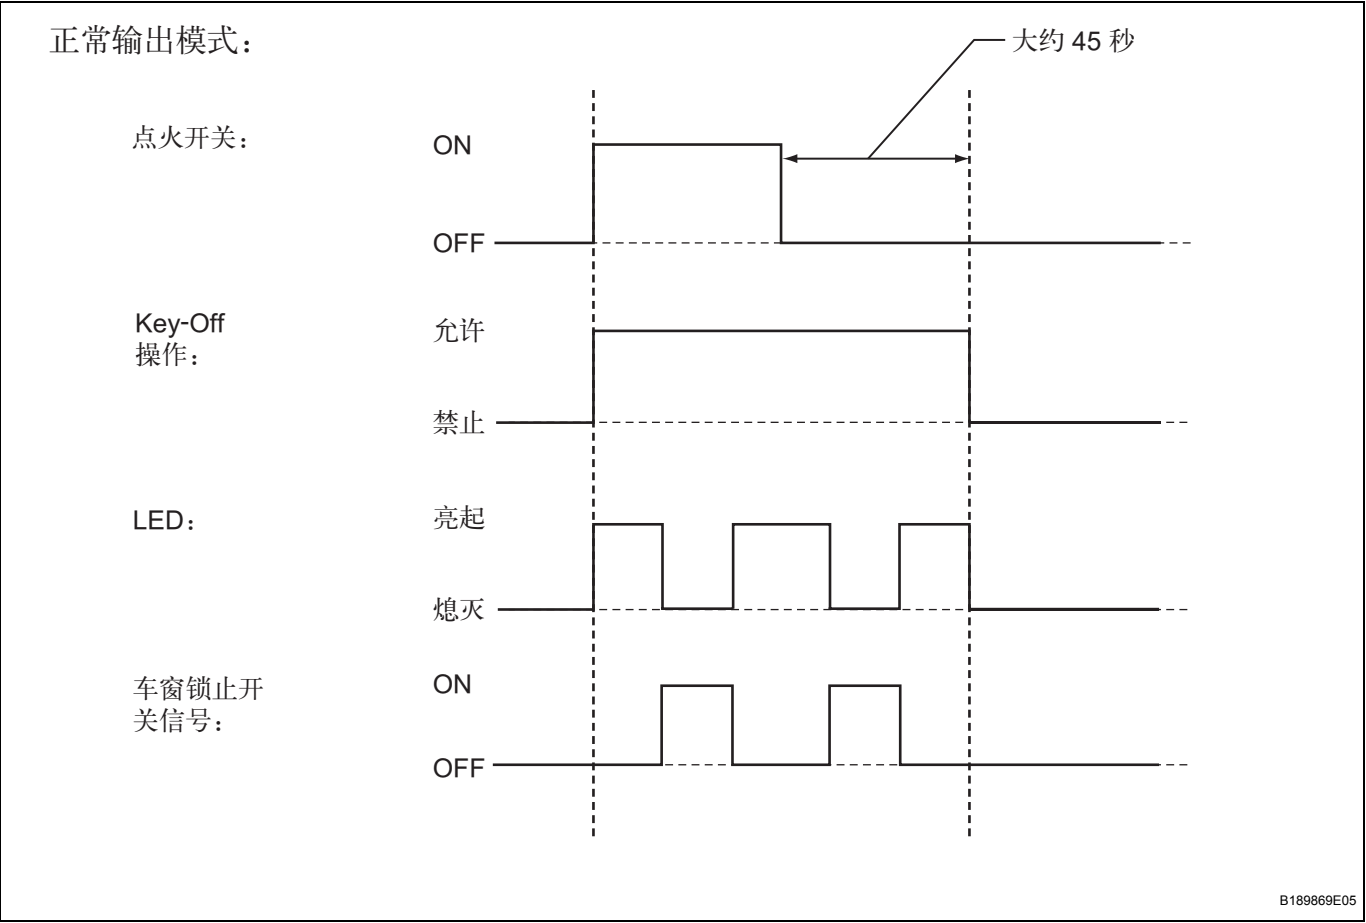 正常输出模式：
大约 45 秒
点火开关：
ON
OFF
Key-Off
操作：
允许
禁止
LED：
亮起
熄灭
车窗锁止开
关信号：
ON
OFF
B189869E05